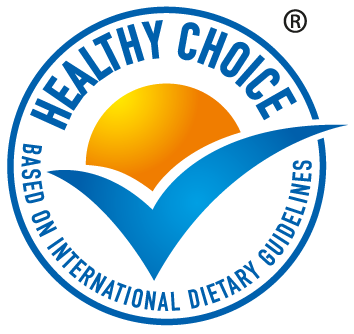 HEALTHY CHOICE
®
BASED ON INTERNATIONAL DIETARY GUIDELINES